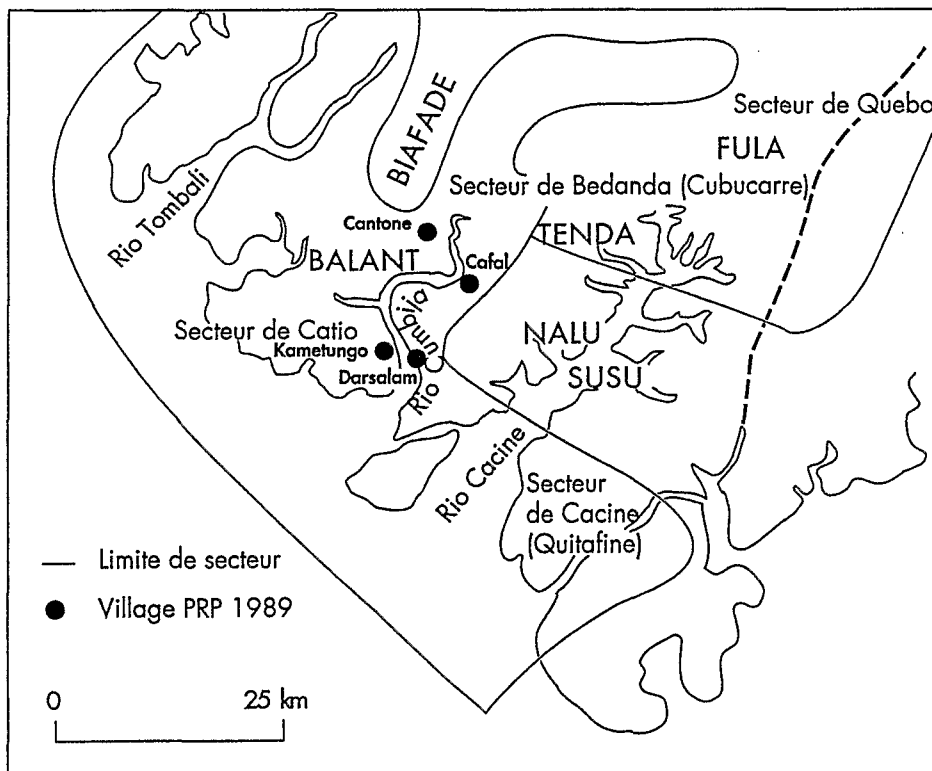 Secteur de Quebo
FULA
BIAFADE
Secteur de Bedanda (Cubucarre)
Rio Tombali
Cantone
TENDA
BALANT
Cafal
Rio Cumbija
Secteur de Catio
NALU
Kametungo
Darsalam
SUSU
Rio Cacine
Secteur
de Cacine
(Quitafine)
Limite de secteur
Village PRP 1989
0 25 km